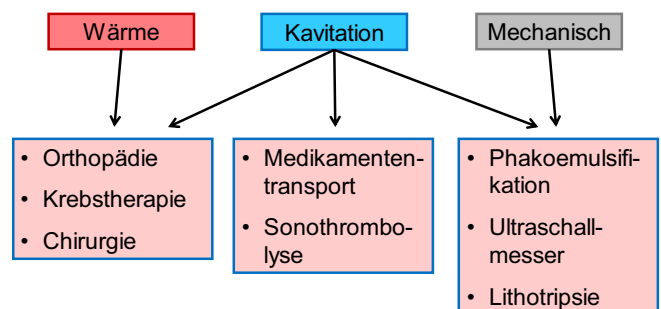 Wärme
Kavitation
Mechanisch
• Orthopädie
• Krebstherapie
• Chirurgie
• Medikamenten-
transport
• Sonothrombo-
lyse
• Phakoemulsifi-
kation
• Ultraschall-
messer
• Lithotripsie